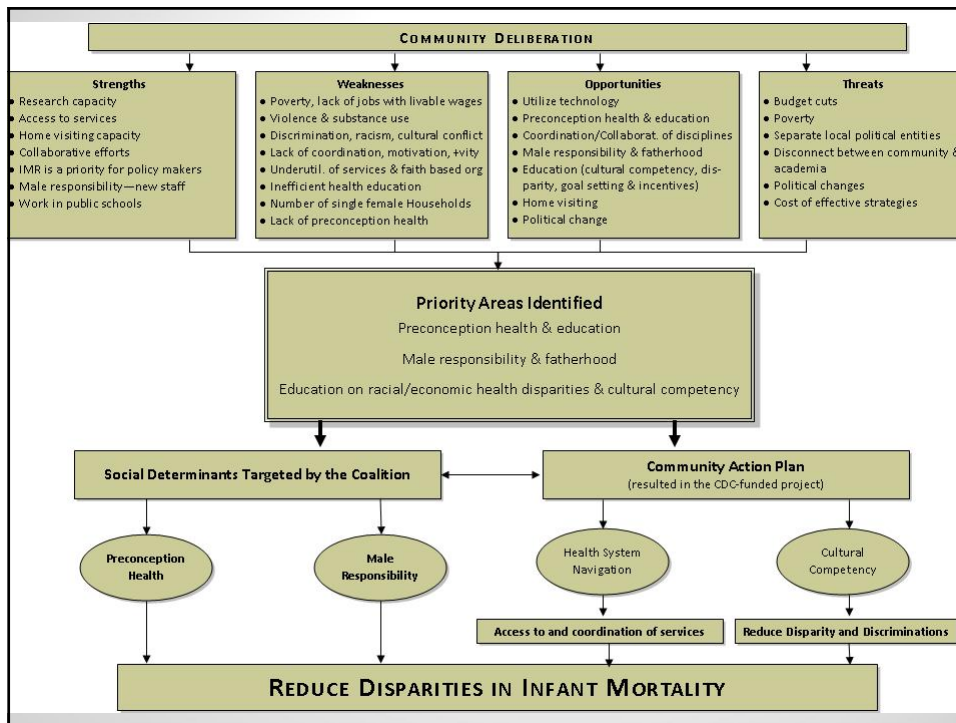 COMMUNITY DELIBERATION
Strengths
• Research capacity
• Access to services
• Home visiting capacity
• Collaborative efforts
• IMR is a priority for policy makers
• Male responsibility—new staff
• Work in public schools
Weaknesses
• Poverty, lack of jobs with livable wages
• Violence & substance use
• Discrimination, racism, cultural conflict
• Lack of coordination, motivation, +vity
• Underutil. of services & faith based org
• Inefficient health education
• Number of single female Households
• Lack of preconception health
Opportunities
• Utilize technology
• Preconception health & education
• Coordination/Collaborat. of disciplines
• Male responsibility & fatherhood
• Education (cultural competency, dis-
parity, goal setting & incentives)
• Home visiting
• Political change
Threats
• Budget cuts
• Poverty
• Separate local political entities
• Disconnect between community &
academia
• Political changes
• Cost of effective strategies
Priority Areas Identified
Preconception health & education
Male responsibility & fatherhood
Education on racial/economic health disparities & cultural competency
Social Determinants Targeted by the Coalition
Community Action Plan
(resulted in the CDC-funded project)
Preconception
Health
Male
Responsibility
Health System
Navigation
Cultural
Competency
Access to and coordination of services
Reduce Disparity and Discriminations
REDUCE DISPARITIES IN INFANT MORTALITY